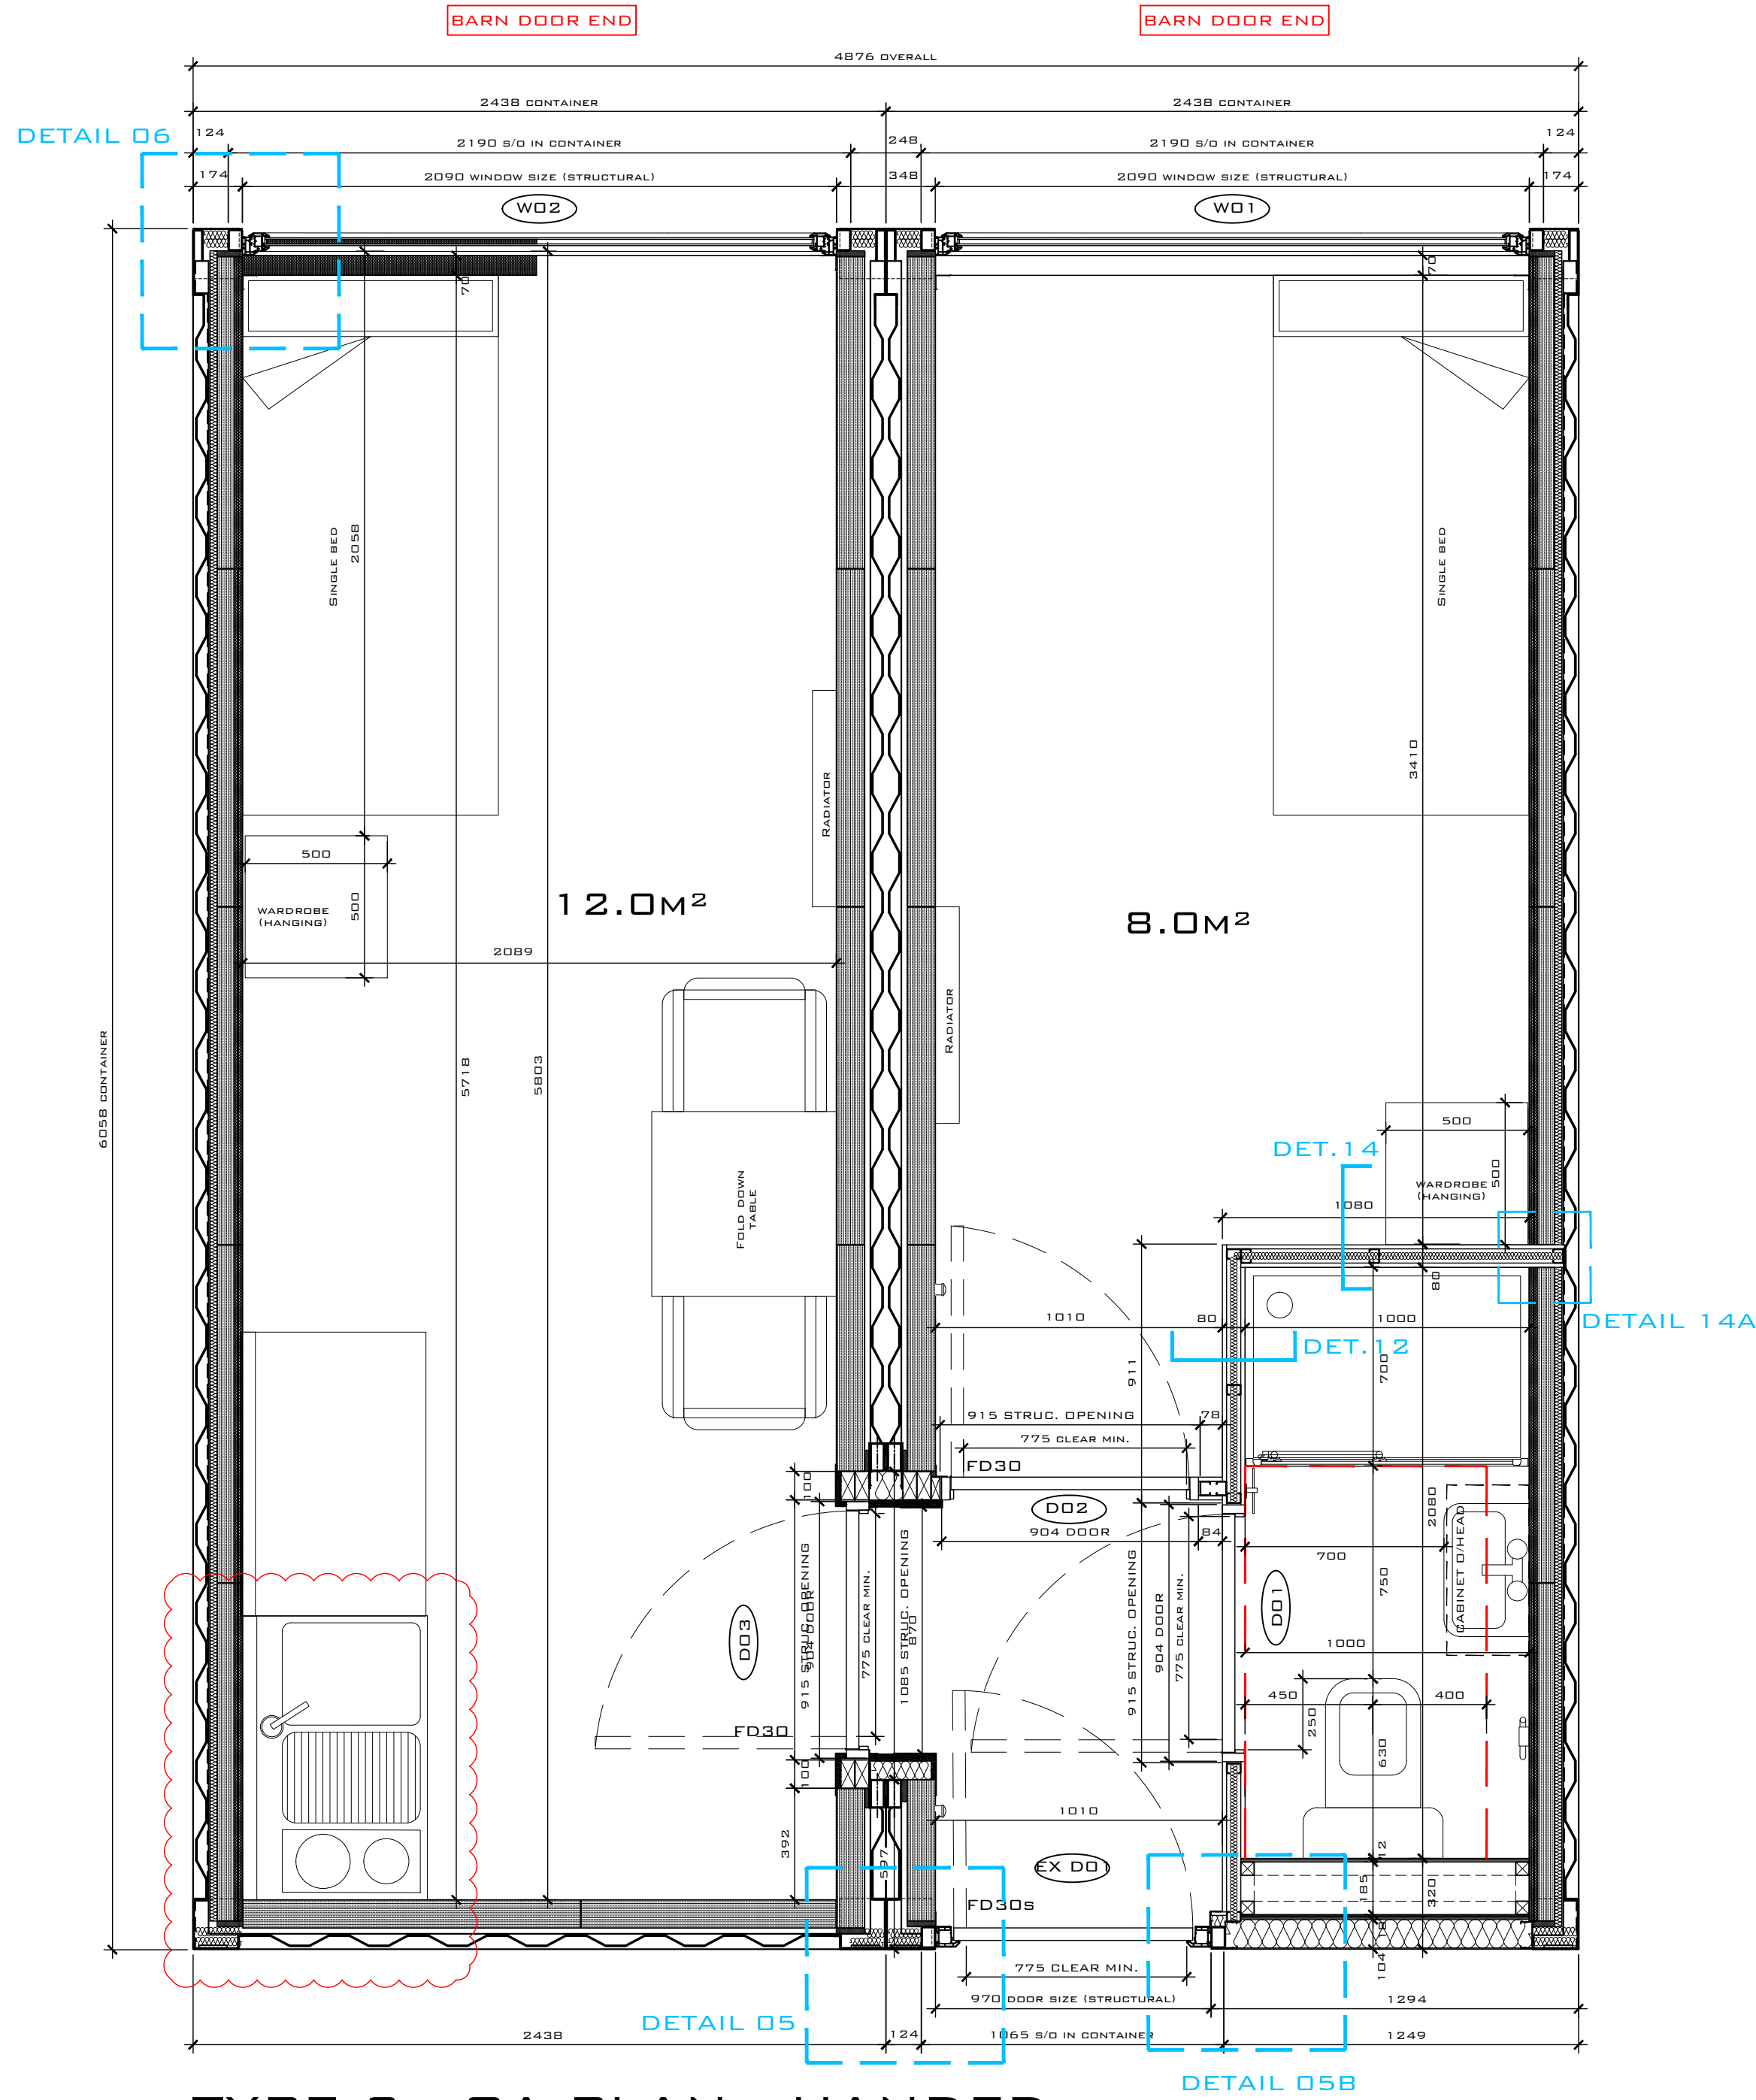 BARN DOOR END
BARN DOOR END
4876 OVERALL
2438 CONTAINER
2438 CONTAINER
DETAIL 06
124
2190 S/O IN CONTAINER
248
2190 S/O IN CONTAINER
124
174
2090 WINDOW SIZE (STRUCTURAL)
348
2090 WINDOW SIZE (STRUCTURAL)
174
W02
W01
70
70
SINGLE BED
2058
SINGLE BED
3410
RADIATOR
500
500
WARDROBE
(HANGING)
12.0M²
8.0M²
2089
RADIATOR
6058 CONTAINER
5718
5803
FOLD DOWN
TABLE
DET.14
500
500
WARDROBE
(HANGING)
1080
80
DETAIL 14A
1010
80
1000
DET.12
700
911
915 STRUC. OPENING
78
775 CLEAR MIN.
FD30
100
D02
904 DOOR
84
2080
700
750
CABINET O/HEAD
D01
D03
915 STRUC. OPENING
904 DOOR
775 CLEAR MIN.
1085 STRUC. OPENING
870
915 STRUC. OPENING
904 DOOR
775 CLEAR MIN.
1000
450
400
250
630
FD30
100
1010
392
597
EX D01
12
185
320
FD30S
18
104
775 CLEAR MIN.
970 DOOR SIZE (STRUCTURAL)
1294
DETAIL 05
2438
124
1065 S/O IN CONTAINER
1249
DETAIL 05B